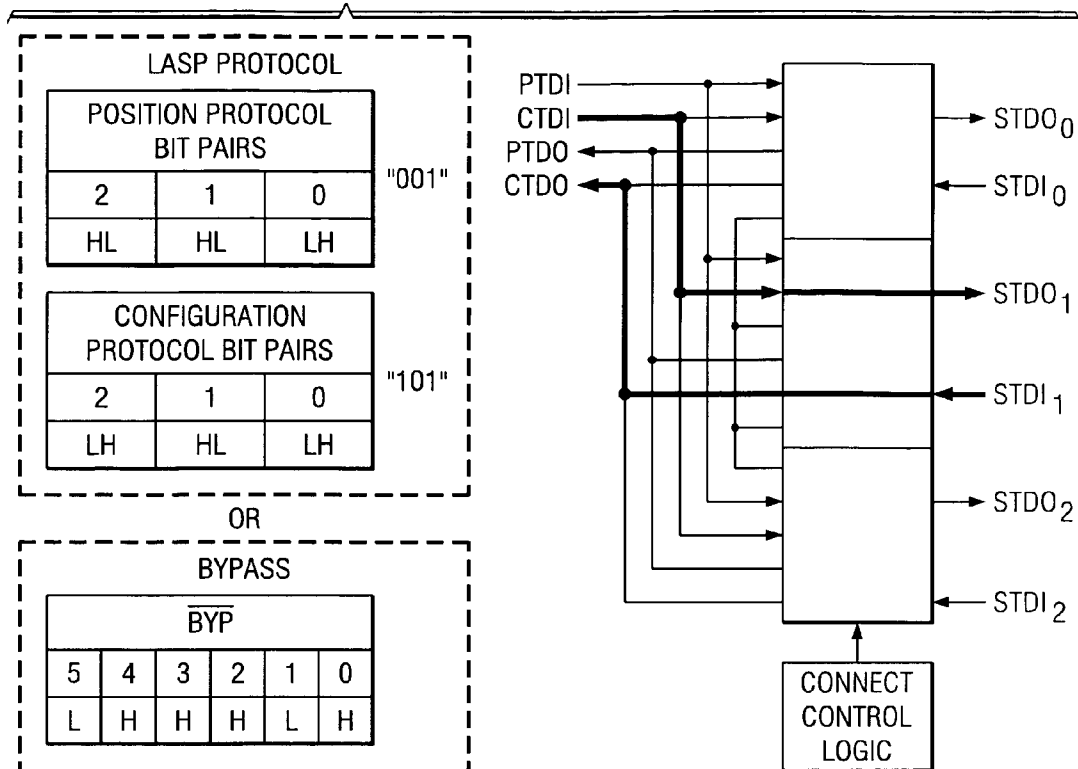 LASP PROTOCOL
POSITION PROTOCOL
BIT PAIRS
2 1 0
HL HL LH
"001"
CONFIGURATION
PROTOCOL BIT PAIRS
2 1 0
LH HL LH
"101"
OR
BYPASS
BYP
5 4 3 2 1 0
L H H H L H
PTDI
CTDI
PTDO
CTDO
STDO0
STDI0
STDO1
STDI1
STDO2
STDI2
CONNECT
CONTROL
LOGIC